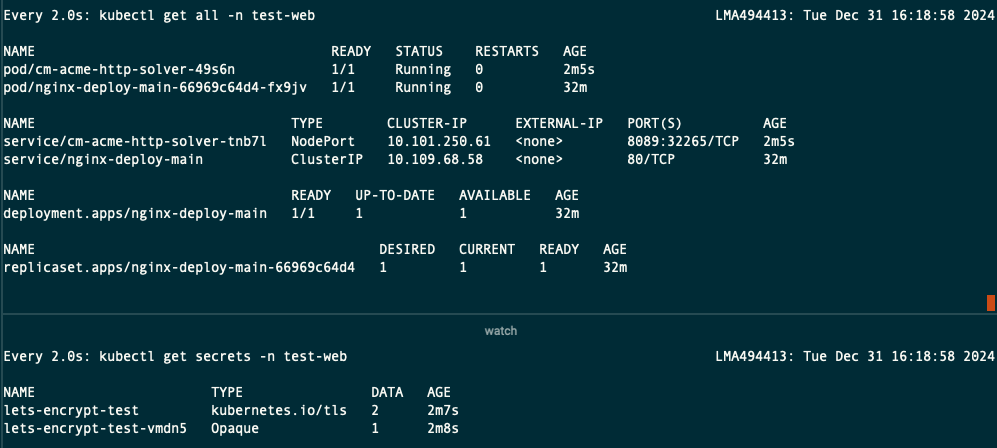 Every 2.0s: kubectl get all -n test-web LMA494413: Tue Dec 31 16:18:58 2024
NAME READY STATUS RESTARTS AGE
pod/cm-acme-http-solver-49s6n 1/1 Running 0 2m5s
pod/nginx-deploy-main-66969c64d4-fx9jv 1/1 Running 0 32m
NAME TYPE CLUSTER-IP EXTERNAL-IP PORT(S) AGE
service/cm-acme-http-solver-tnb7l NodePort 10.101.250.61 <none> 8089:32265/TCP 2m5s
service/nginx-deploy-main ClusterIP 10.109.68.58 <none> 80/TCP 32m
NAME READY UP-TO-DATE AVAILABLE AGE
deployment.apps/nginx-deploy-main 1/1 1 1 32m
NAME DESIRED CURRENT READY AGE
replicaset.apps/nginx-deploy-main-66969c64d4 1 1 1 32m
watch
Every 2.0s: kubectl get secrets -n test-web LMA494413: Tue Dec 31 16:18:58 2024
NAME TYPE DATA AGE
lets-encrypt-test kubernetes.io/tls 2 2m7s
lets-encrypt-test-vmdn5 Opaque 1 2m8s